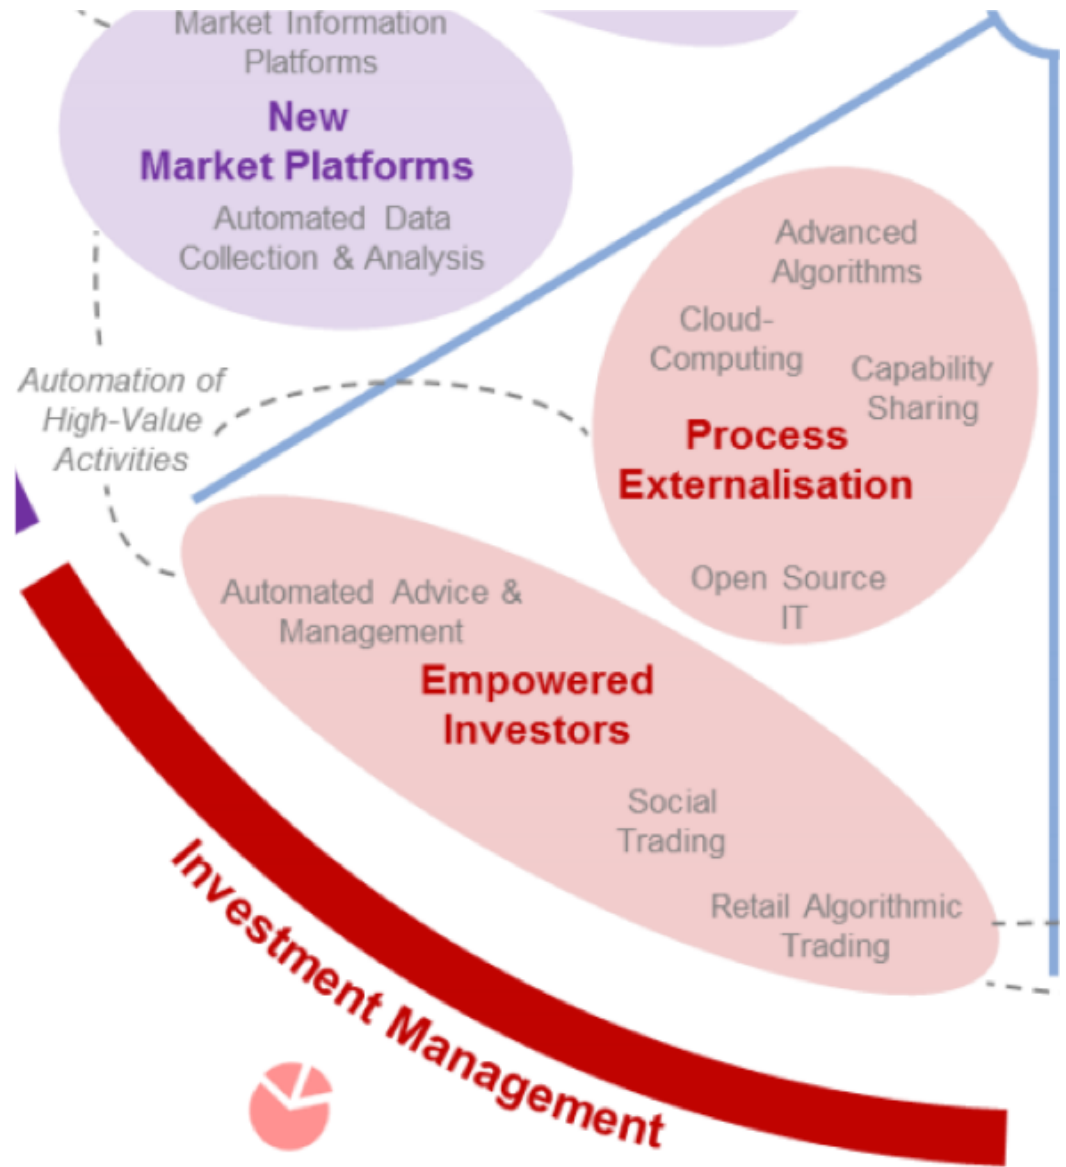 Market Information
Platforms
New
Market Platforms
Automated Data
Collection & Analysis
Advanced
Algorithms
Cloud-
Computing
Capability
Sharing
Process
Externalisation
Open Source
IT
Automation of
High-Value
Activities
Automated Advice &
Management
Empowered
Investors
Social
Trading
Retail Algorithmic
Trading
Investment Management